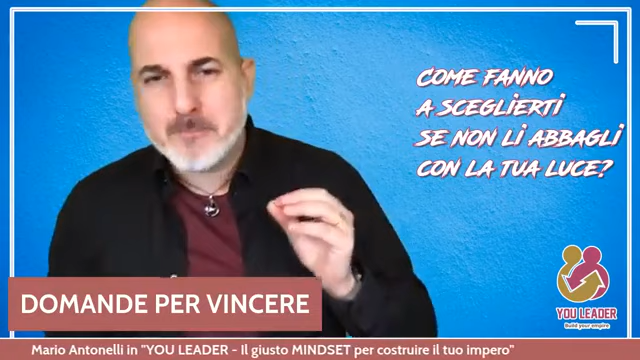 COME FANNO
A SCEGLIERTI
SE NON LI ABBAGLI
CON LA TUA LUCE?
DOMANDE PER VINCERE
YOU LEADER
Build your empire
Mario Antonelli in "YOU LEADER - Il giusto MINDSET per costruire il tuo impero"